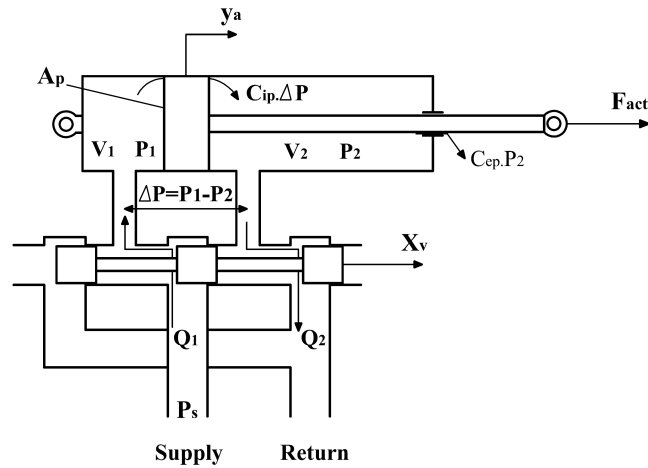 ya
Ap
Cip.ΔP
Fact
V1 P1 V2 P2
Cep.P2
ΔP=P1-P2
Xv
Q1 Q2
Ps
Supply Return